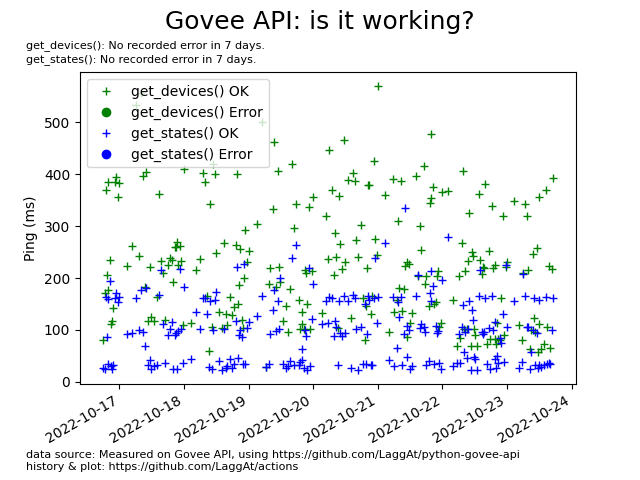 Govee API: is it working?
get_devices(): No recorded error in 7 days.
get_states(): No recorded error in 7 days.
get_devices() OK
get_devices() Error
get_states() OK
get_states() Error
500
400
300
200
100
0
Ping (ms)
2022-10-17
2022-10-18
2022-10-19
2022-10-20
2022-10-21
2022-10-22
2022-10-23
2022-10-24
data source: Measured on Govee API, using https://github.com/LaggAt/python-govee-api
history & plot: https://github.com/LaggAt/actions